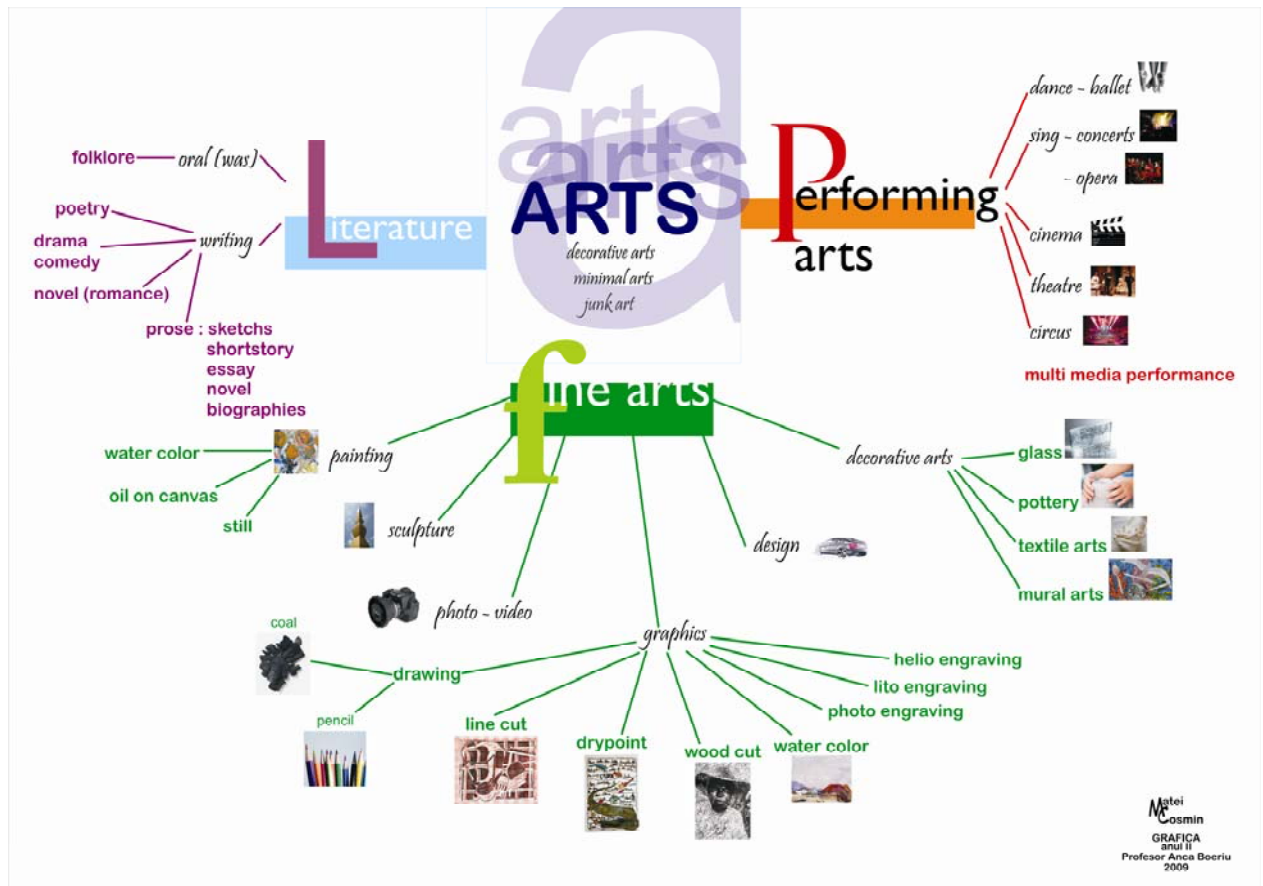 a
arts
arts
ARTS
decorative arts
minimal arts
junk art
Literature
oral (was)
folklore
writing
poetry
drama
comedy
novel (romance)
prose : sketchs
shortstory
essay
novel
biographies
Performing
arts
dance - ballet
sing - concerts
- opera
cinema
theatre
circus
multi media performance
fine arts
painting
water color
oil on canvas
still
sculpture
photo - video
graphics
drawing
coal
pencil
line cut
drypoint
wood cut
water color
photo engraving
lito engraving
helio engraving
design
decorative arts
glass
pottery
textile arts
mural arts
Matei
Cosmin
GRAFICA
anul II
Profesor Anca Boeriu
2009